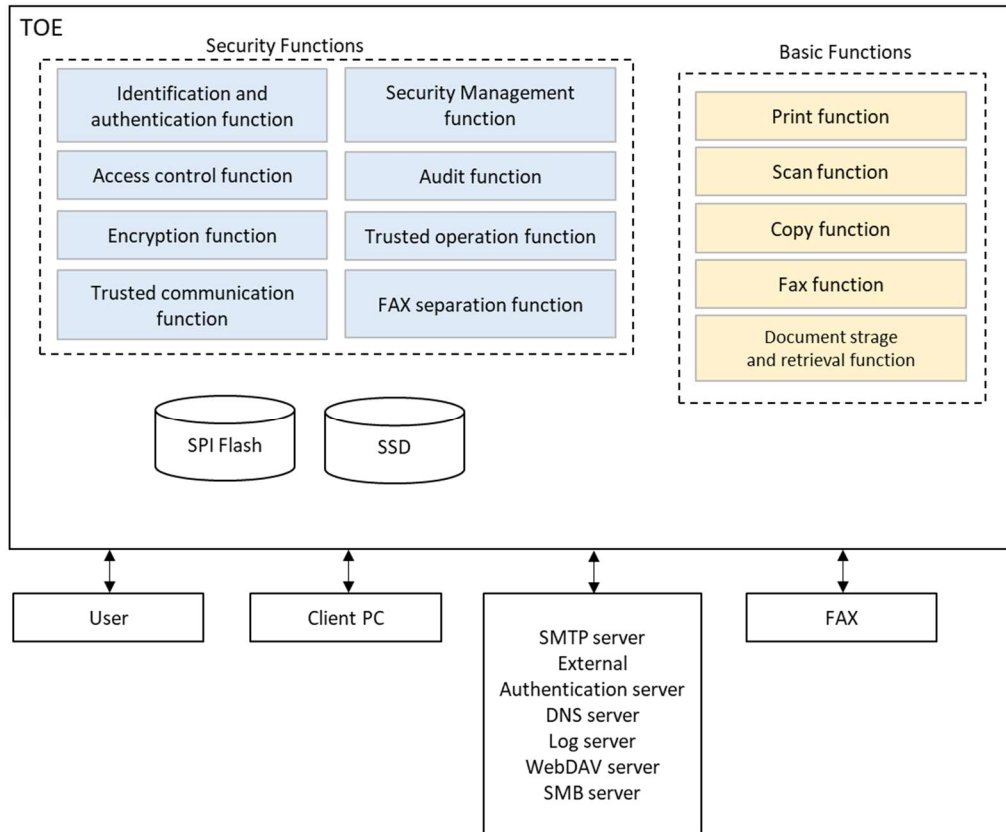 TOE
Security Functions
Identification and
authentication function
Security Management
function
Access control function
Audit function
Encryption function
Trusted operation function
Trusted communication
function
FAX separation function
Basic Functions
Print function
Scan function
Copy function
Fax function
Document strage
and retrieval function
SPI Flash
SSD
User
Client PC
SMTP server
External
Authentication server
DNS server
Log server
WebDAV server
SMB server
FAX